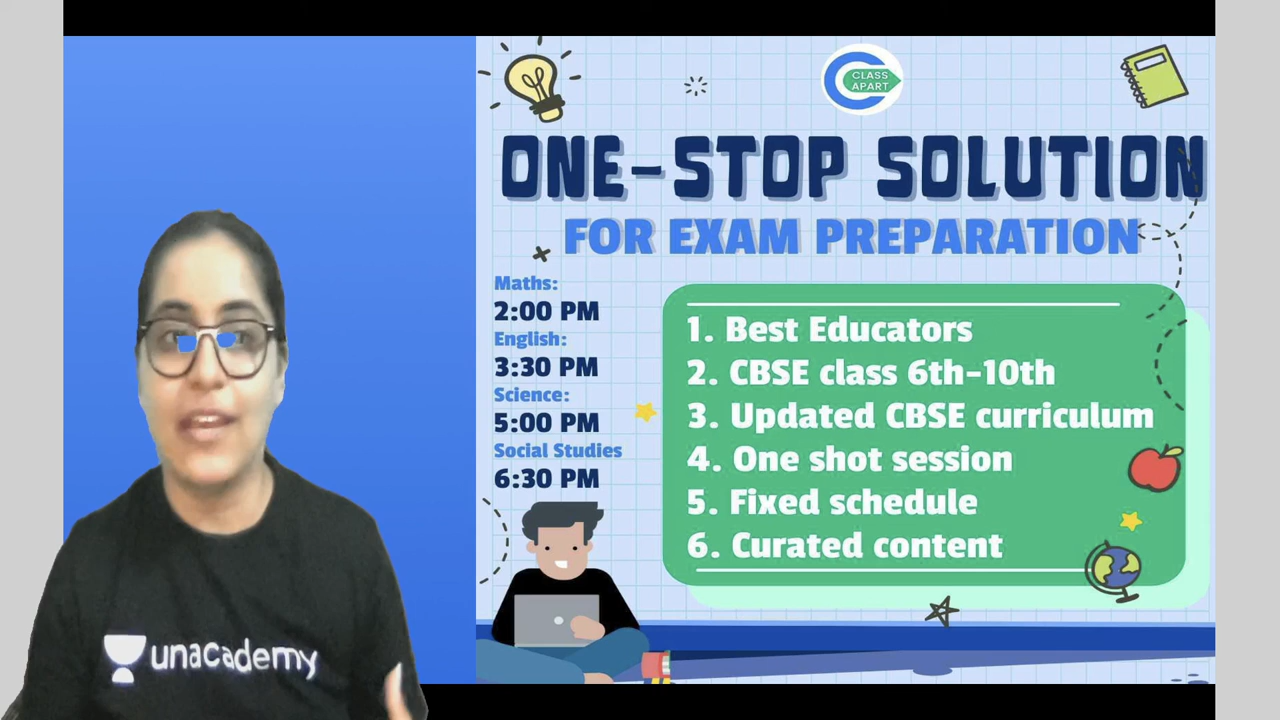 CLASS
APART
ONE-STOP SOLUTION
FOR EXAM PREPARATION
Maths:
2:00 PM
English:
3:30 PM
Science:
5:00 PM
Social Studies
6:30 PM
1. Best Educators
2. CBSE class 6th-10th
3. Updated CBSE curriculum
4. One shot session
5. Fixed schedule
6. Curated content
unacademy